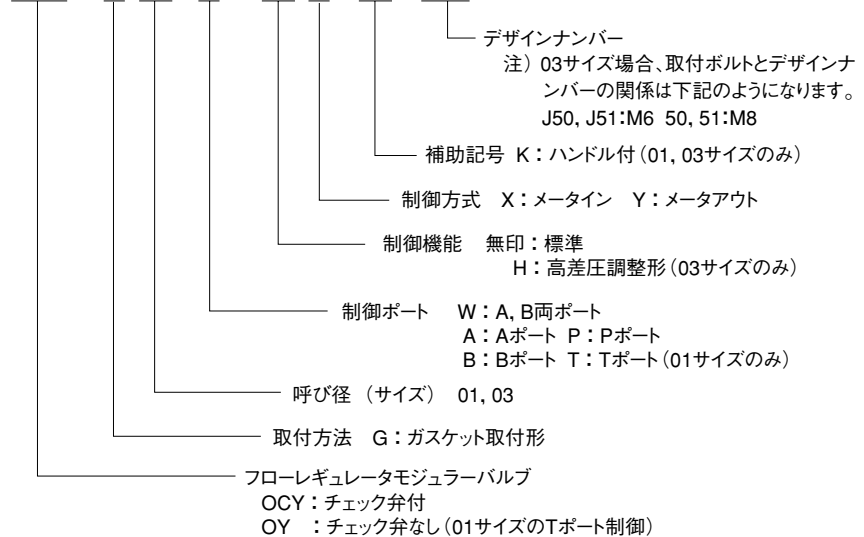 デザインナンバー
注）03サイズ場合、取付ボルトとデザインナ
ンバーの関係は下記のようになります。
J50, J51：M6 50, 51：M8
補助記号 K：ハンドル付（01, 03サイズのみ）
制御方式 X：メータイン Y：メータアウト
制御機能 無印：標準
H：高差圧調整形（03サイズのみ）
制御ポート W：A, B両ポート
A：Aポート P：Pポート
B：Bポート T：Tポート（01サイズのみ）
呼び径 （サイズ） 01, 03
取付方法 G：ガスケット取付形
フローレギュレータモジュラーバルブ
OCY：チェック弁付
OY ：チェック弁なし（01サイズのTポート制御）